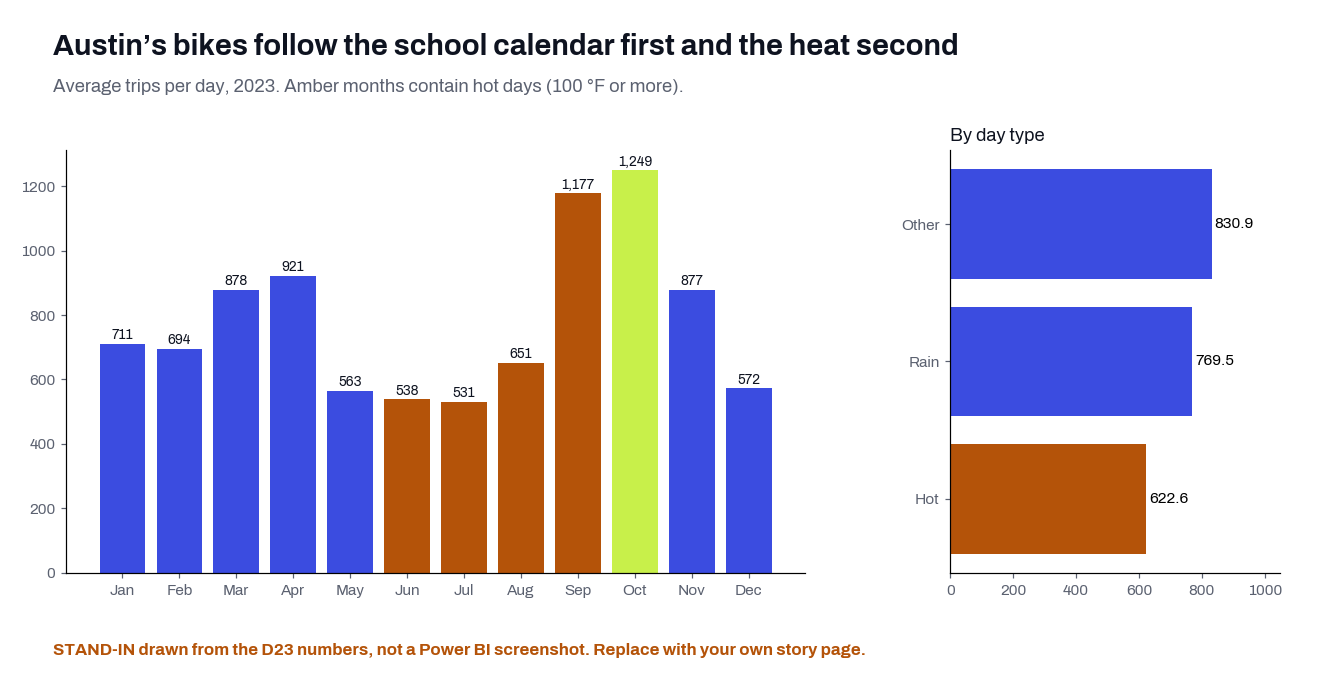 Austin’s bikes follow the school calendar first and the heat second
Average trips per day, 2023. Amber months contain hot days (100 °F or more).
1200
1000
800
600
400
200
0
711
694
878
921
563
538
531
651
1,177
1,249
877
572
Jan Feb Mar Apr May Jun Jul Aug Sep Oct Nov Dec
By day type
Other 830.9
Rain 769.5
Hot 622.6
0 200 400 600 800 1000
STAND-IN drawn from the D23 numbers, not a Power BI screenshot. Replace with your own story page.